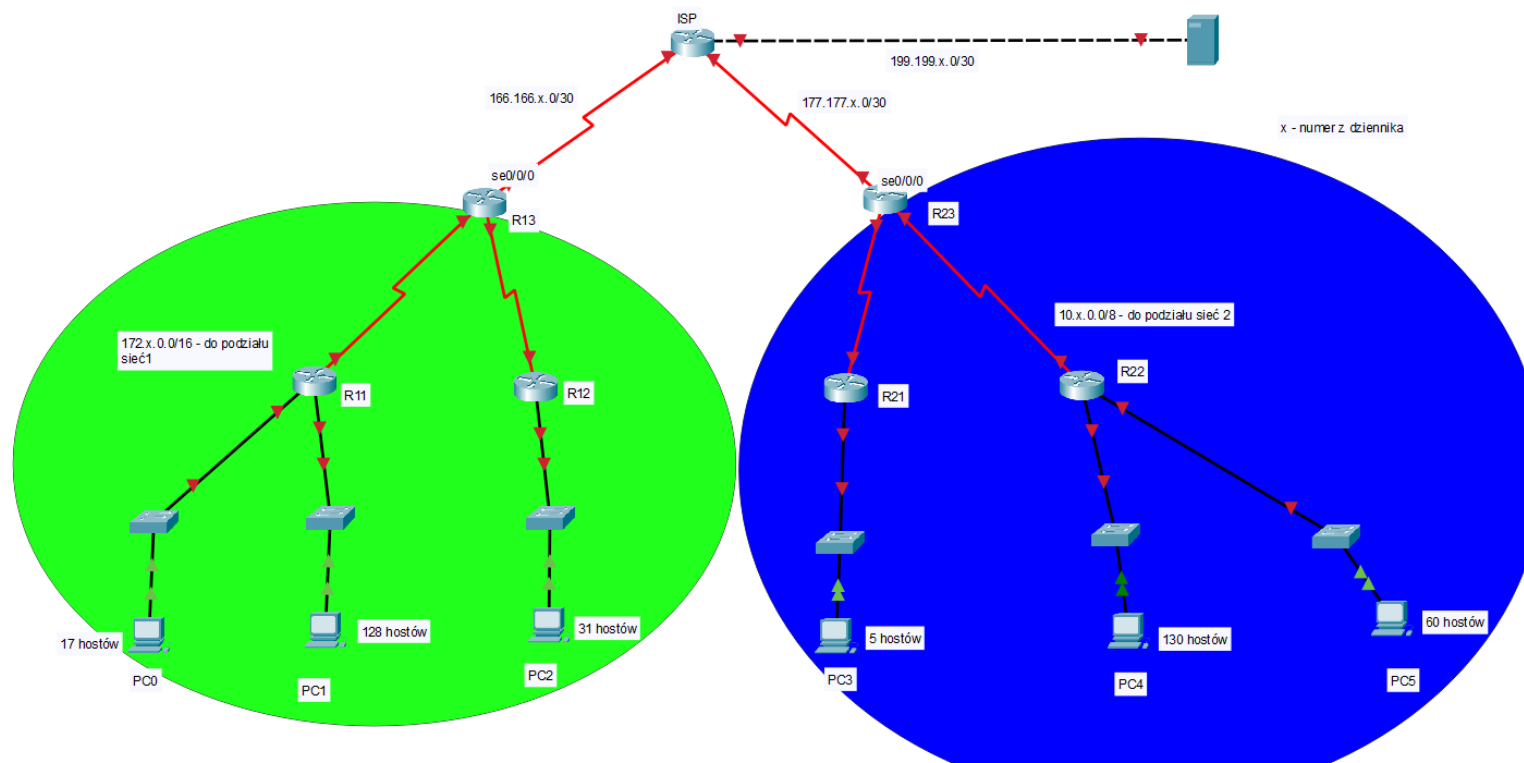 ISP
199.199.x.0/30
166.166.x.0/30
177.177.x.0/30
x - numer z dziennika
se0/0/0
R13
se0/0/0
R23
172.x.0.0/16 - do podziału
sieć1
10.x.0.0/8 - do podziału sieć 2
R11
R12
R21
R22
17 hostów
128 hostów
31 hostów
5 hostów
130 hostów
60 hostów
PC0
PC1
PC2
PC3
PC4
PC5